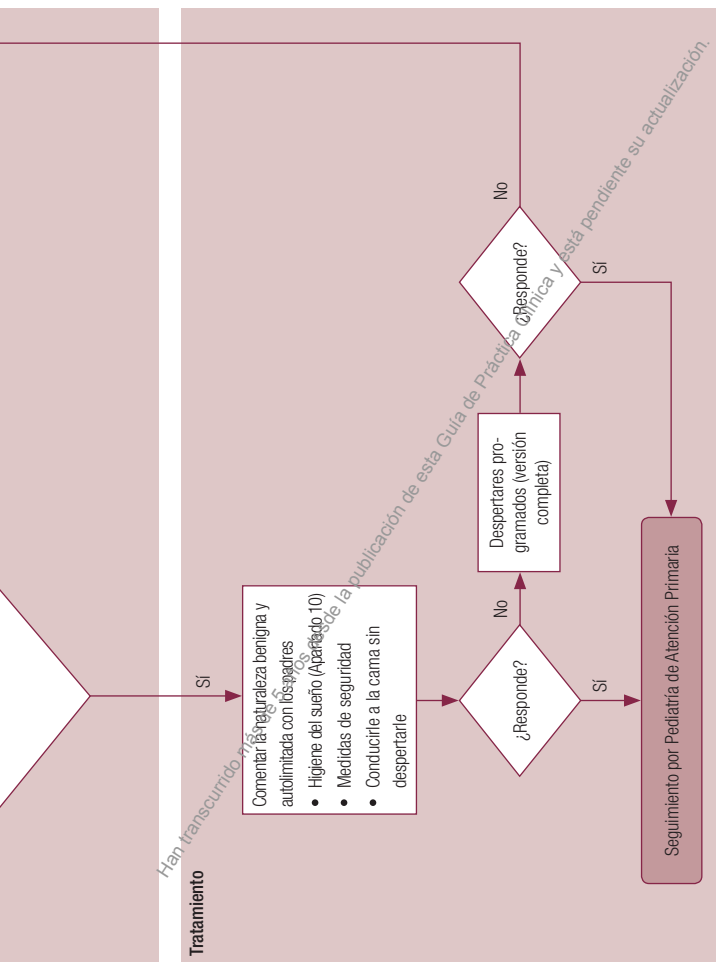 Tratamiento
Sí
Comentar la naturaleza benigna y
autolimitada con los padres
• Higiene del sueño (Apartado 10)
• Medidas de seguridad
• Conducirle a la cama sin
despertarle
¿Responde?
No
Sí
Despertares pro-
gramados (versión
completa)
¿Responde?
No
Sí
Seguimiento por Pediatría de Atención Primaria
Han transcurrido más de 5 años desde la publicación de esta Guía de Práctica Clínica y está pendiente su actualización.